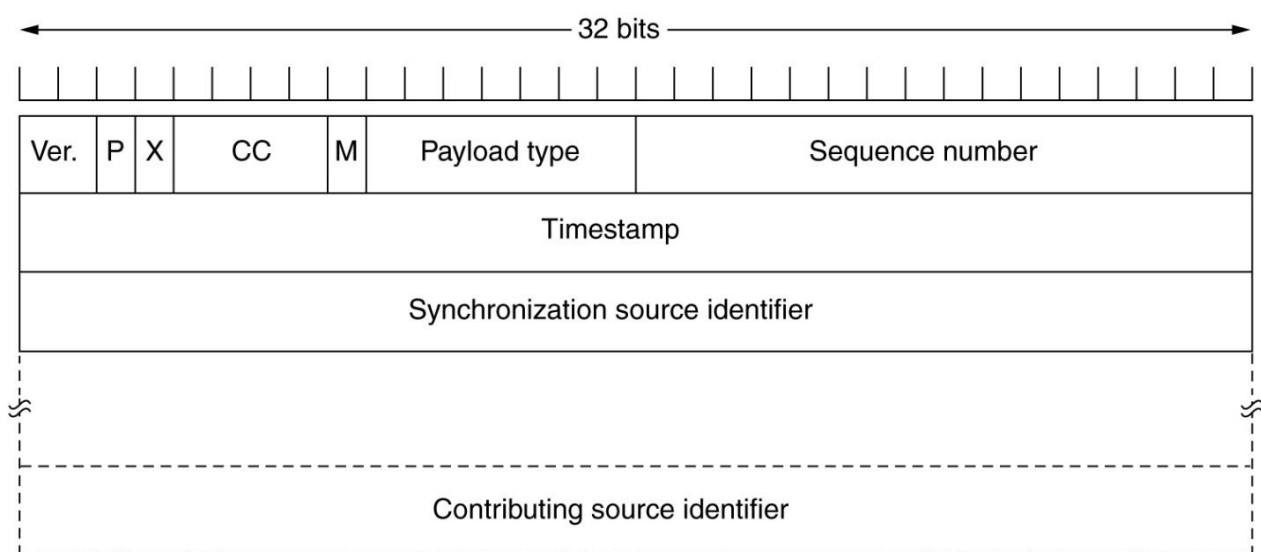 32 bits
Ver. P X CC M Payload type Sequence number
Timestamp
Synchronization source identifier
Contributing source identifier